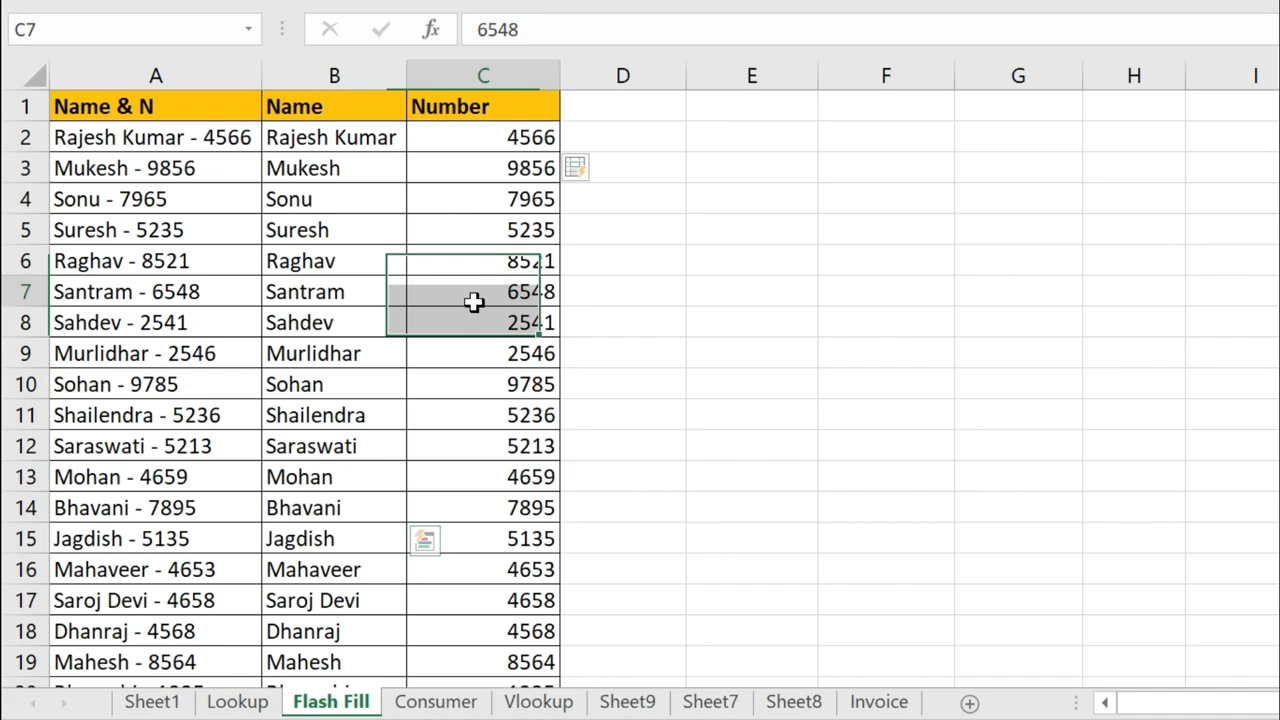 C7 fx 6548
A B C D E F G H I
1 Name & N Name Number
2 Rajesh Kumar - 4566 Rajesh Kumar 4566
3 Mukesh - 9856 Mukesh 9856
4 Sonu - 7965 Sonu 7965
5 Suresh - 5235 Suresh 5235
6 Raghav - 8521 Raghav 8521
7 Santram - 6548 Santram 6548
8 Sahdev - 2541 Sahdev 2541
9 Murlidhar - 2546 Murlidhar 2546
10 Sohan - 9785 Sohan 9785
11 Shailendra - 5236 Shailendra 5236
12 Saraswati - 5213 Saraswati 5213
13 Mohan - 4659 Mohan 4659
14 Bhavani - 7895 Bhavani 7895
15 Jagdish - 5135 Jagdish 5135
16 Mahaveer - 4653 Mahaveer 4653
17 Saroj Devi - 4658 Saroj Devi 4658
18 Dhanraj - 4568 Dhanraj 4568
19 Mahesh - 8564 Mahesh 8564
Sheet1 Lookup Flash Fill Consumer Vlookup Sheet9 Sheet7 Sheet8 Invoice